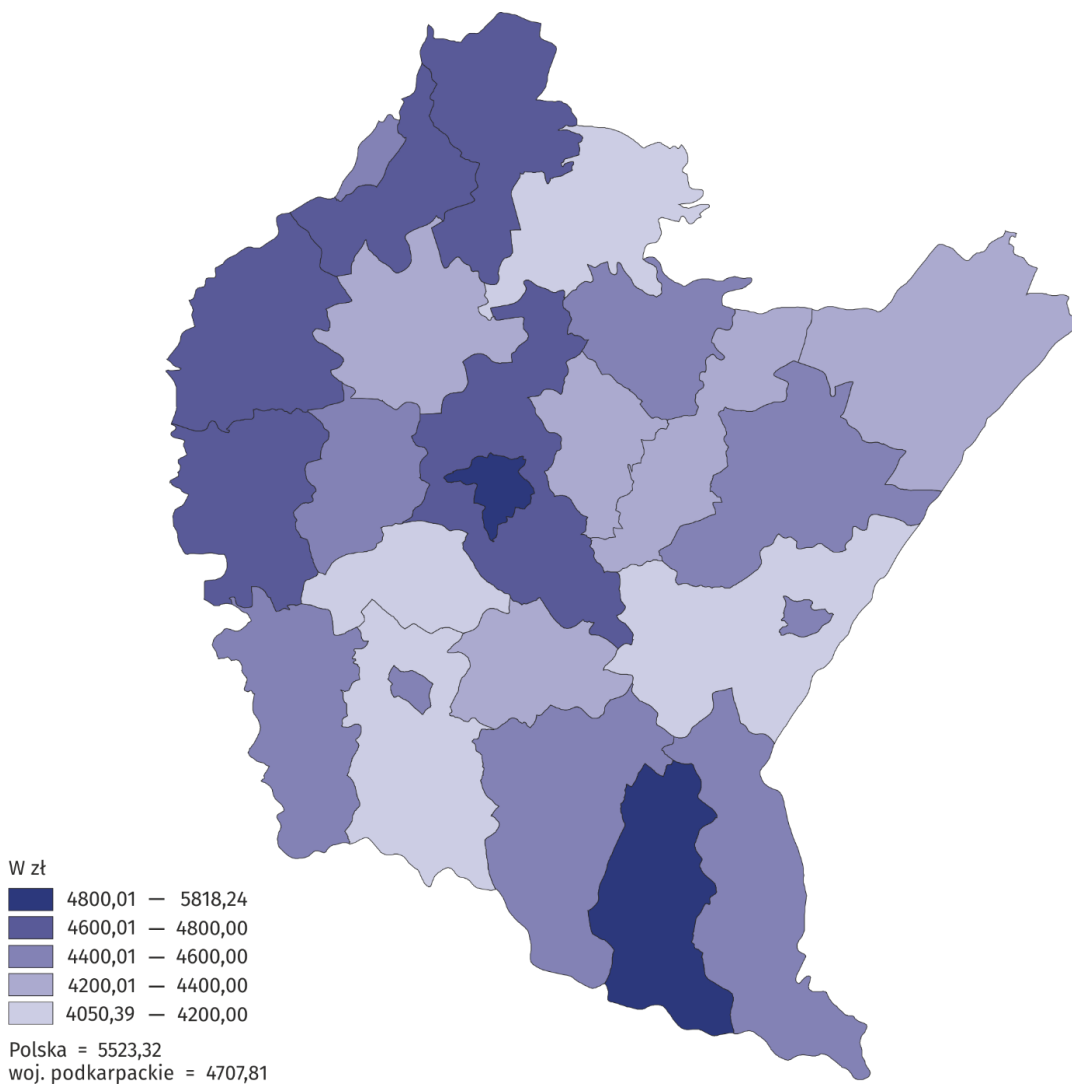 W zł
4800,01 — 5818,24
4600,01 — 4800,00
4400,01 — 4600,00
4200,01 — 4400,00
4050,39 — 4200,00
Polska = 5523,32
woj. podkarpackie = 4707,81